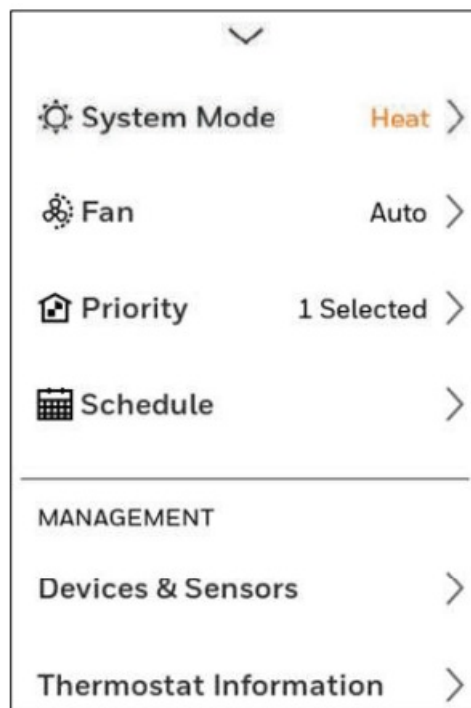 System Mode Heat
Fan Auto
Priority 1 Selected
Schedule
MANAGEMENT
Devices & Sensors
Thermostat Information